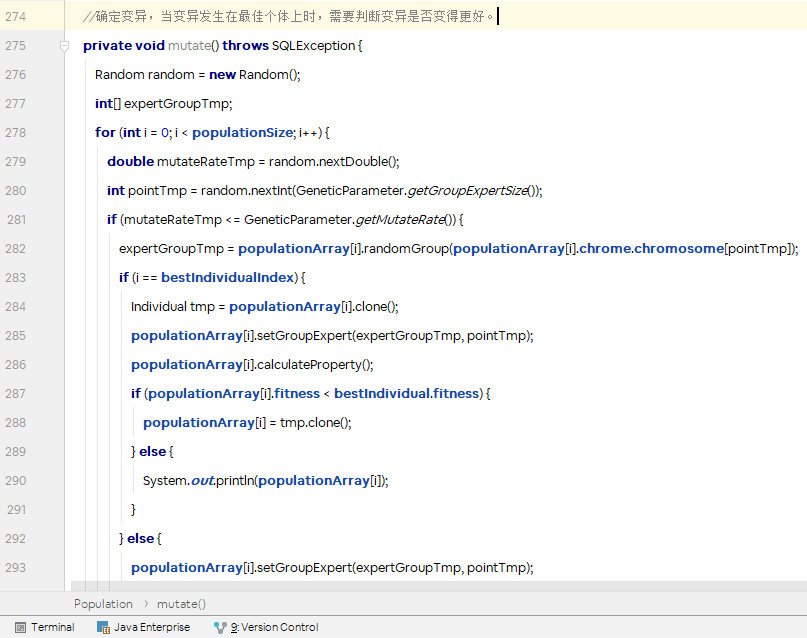 274 //确定变异，当变异发生在最佳个体上时，需要判断变异是否变得更好。
275 private void mutate() throws SQLException {
276 Random random = new Random();
277 int[] expertGroupTmp;
278 for (int i = 0; i < populationSize; i++) {
279 double mutateRateTmp = random.nextDouble();
280 int pointTmp = random.nextInt(GeneticParameter.getGroupExpertSize());
281 if (mutateRateTmp <= GeneticParameter.getMutateRate()) {
282 expertGroupTmp = populationArray[i].randomGroup(populationArray[i].chrome.chromosome[pointTmp]);
283 if (i == bestIndividualIndex) {
284 Individual tmp = populationArray[i].clone();
285 populationArray[i].setGroupExpert(expertGroupTmp, pointTmp);
286 populationArray[i].calculateProperty();
287 if (populationArray[i].fitness < bestIndividual.fitness) {
288 populationArray[i] = tmp.clone();
289 } else {
290 System.out.println(populationArray[i]);
291 }
292 } else {
293 populationArray[i].setGroupExpert(expertGroupTmp, pointTmp);
Population › mutate()
Terminal Java Enterprise 9: Version Control